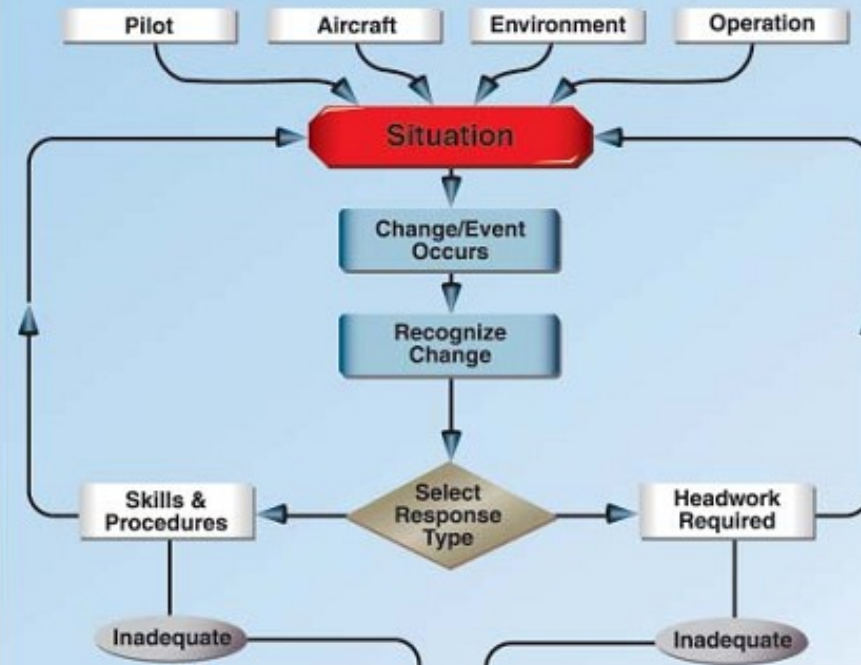 Pilot
Aircraft
Environment
Operation
Situation
Change/Event
Occurs
Recognize
Change
Select
Response
Type
Skills &
Procedures
Headwork
Required
Inadequate
Inadequate